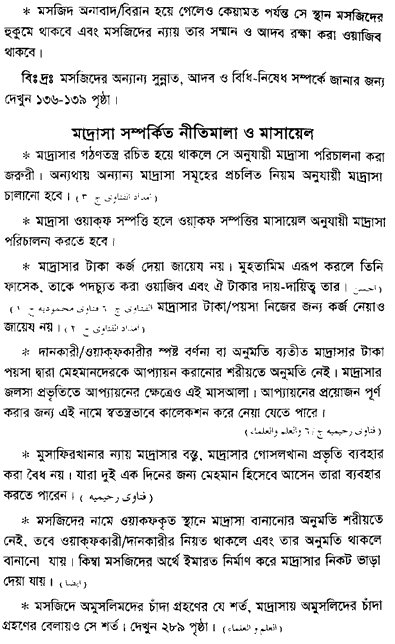 * মসজিদ অনাবাদ/বিরান হয়ে গেলেও কেয়ামত পর্যন্ত সে স্থান মসজিদের
হুকুমে থাকবে এবং মসজিদের ন্যায় তার সম্মান ও আদব রক্ষা করা ওয়াজিব
থাকবে।
বিঃদ্রঃ মসজিদের অন্যান্য সুন্নাত, আদব ও বিধি-নিষেধ সম্পর্কে জানার জন্য
দেখুন ১৩৬-১৩৯ পৃষ্ঠা।
মাদ্রাসা সম্পর্কিত নীতিমালা ও মাসায়েল
* মাদ্রাসার গঠণতন্ত্র রচিত হয়ে থাকলে সে অনুযায়ী মাদ্রাসা পরিচালনা করা
জরুরী। অন্যথায় অন্যান্য মাদ্রাসা সমূহের প্রচলিত নিয়ম অনুযায়ী মাদ্রাসা
চালানো হবে। (امداد الفتاوى ج ٣)
* মাদ্রাসা ওয়াক্‌ফ সম্পত্তি হলে ওয়াকফ সম্পত্তির মাসায়েল অনুযায়ী মাদ্রাসা
পরিচালনা করতে হবে।
* মাদ্রাসার টাকা কর্জ দেয়া জায়েয নয়। মুহতামিম এরূপ করলে তিনি
ফাসেক, তাকে পদচ্যুত করা ওয়াজিব এবং ঐ টাকার দায়-দায়িত্ব তার। (احسن
الفتاوى ج ٦ فتاوى محموديه ج ١) মাদ্রাসার টাকা/পয়সা নিজের জন্য কর্জ নেয়াও
জায়েয নয়। (امداد الفتاوى ج ٢)
* দানকারী/ওয়াকফকারীর স্পষ্ট বর্ণনা বা অনুমতি ব্যতীত মাদ্রাসার টাকা
পয়সা দ্বারা মেহমানদেরকে আপ্যায়ন করানোর শরীয়তে অনুমতি নেই। মাদ্রাসার
জলসা প্রভৃতিতে আপ্যায়নের ক্ষেত্রেও এই মাসআলা। আপ্যায়নের প্রয়োজন পূর্ণ
করার জন্য এই নামে স্বতন্ত্রভাবে কালেকশন করে নেয়া যেতে পারে।
(فتاوى رحيميه ج/٦ والعلم والعلماء)
* মুসাফিরখানার ন্যায় মাদ্রাসার বস্তু, মাদ্রাসার গোসলখানা প্রভৃতি ব্যবহার
করা বৈধ নয়। যারা দুই এক দিনের জন্য মেহমান হিসেবে আসেন তারা ব্যবহার
করতে পারেন। (فتاوى رحيميه)
* মসজিদের নামে ওয়াকফকৃত স্থানে মাদ্রাসা বানানোর অনুমতি শরীয়তে
নেই, তবে ওয়াক্‌ফকারী/দানকারীর নিয়ত থাকলে এবং তার অনুমতি থাকলে
বানানো যায়। কিম্বা মসজিদের অর্থে ইমারত নির্মাণ করে মাদ্রাসার নিকট ভাড়া
দেয়া যায়। (ايضا)
* মসজিদে অমুসলিমদের চাঁদা গ্রহণের যে শর্ত, মাদ্রাসায় অমুসলিদের চাঁদা
গ্রহণের বেলায়ও সে শর্ত। দেখুন ২৮৯ পৃষ্ঠা। (العلم و العلماء)